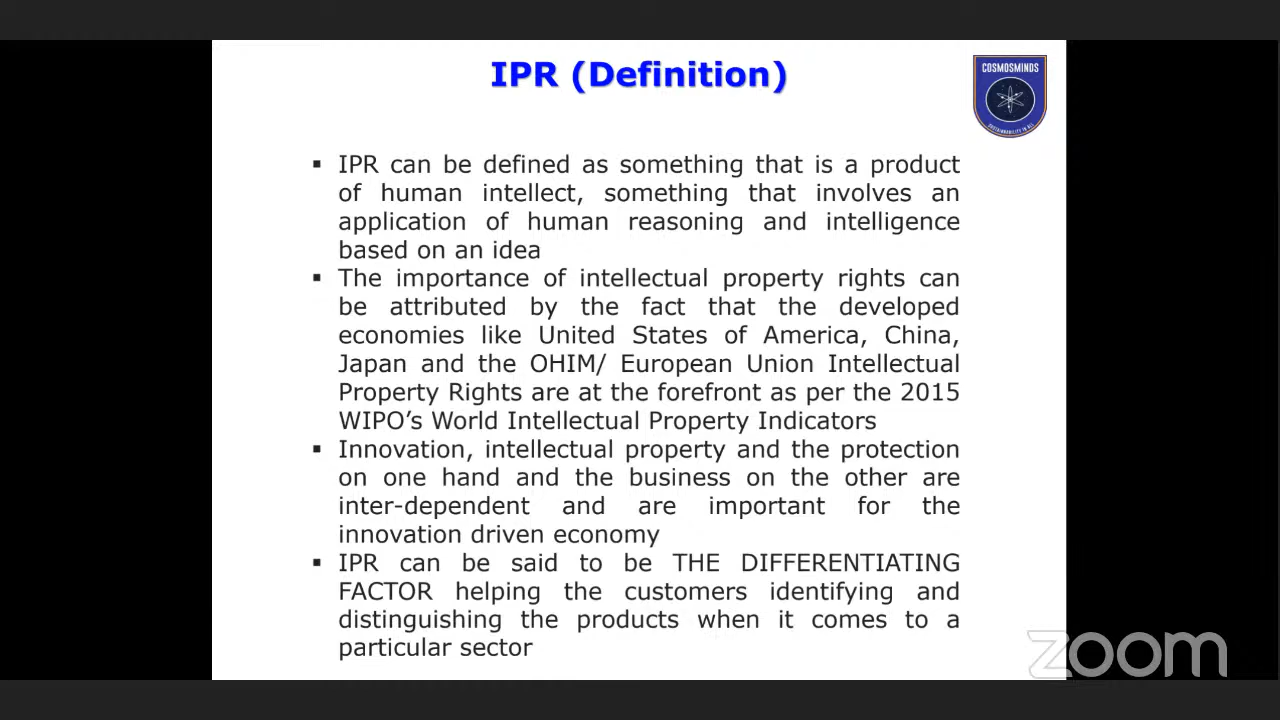 IPR (Definition)
COSMOSMINDS
SUSTAINABILITY IN ALL
▪ IPR can be defined as something that is a product
of human intellect, something that involves an
application of human reasoning and intelligence
based on an idea
▪ The importance of intellectual property rights can
be attributed by the fact that the developed
economies like United States of America, China,
Japan and the OHIM/ European Union Intellectual
Property Rights are at the forefront as per the 2015
WIPO’s World Intellectual Property Indicators
▪ Innovation, intellectual property and the protection
on one hand and the business on the other are
inter-dependent and are important for the
innovation driven economy
▪ IPR can be said to be THE DIFFERENTIATING
FACTOR helping the customers identifying and
distinguishing the products when it comes to a
particular sector
zoom